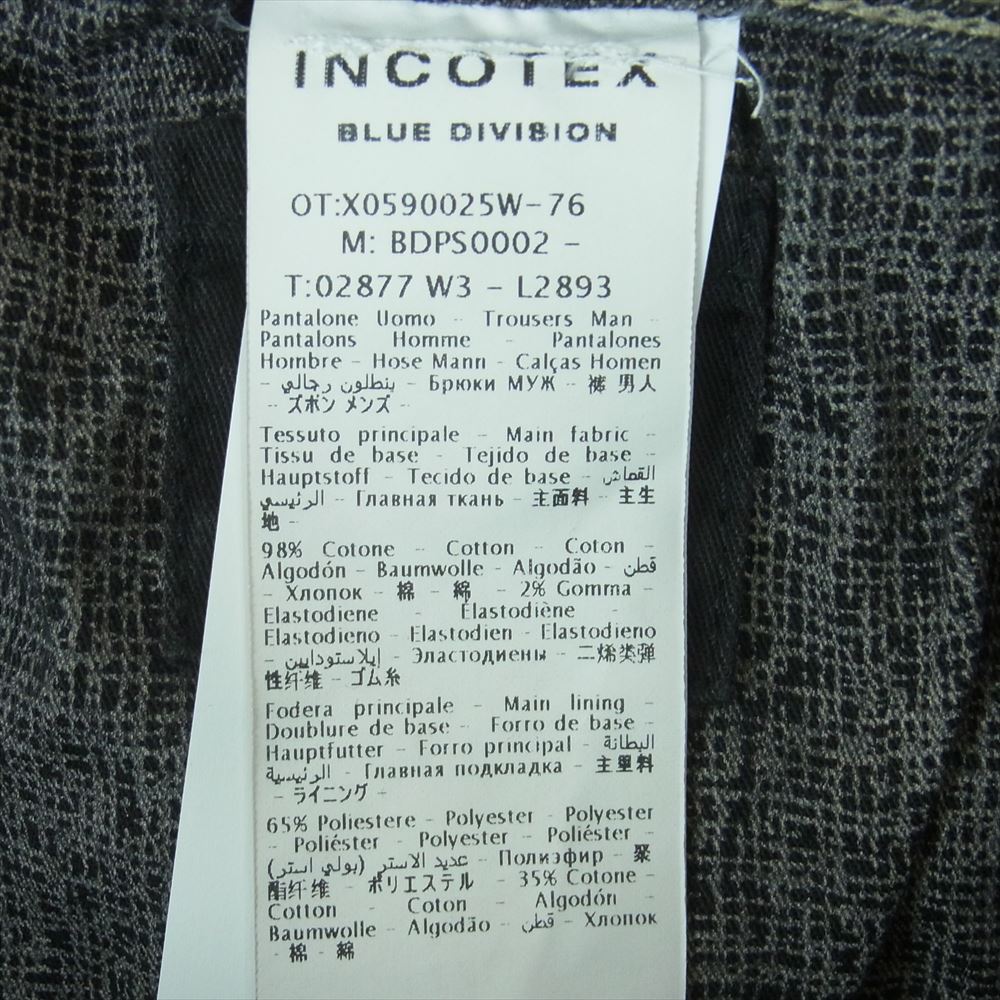 INCOTEX
BLUE DIVISION
OT:X0590025W-76
M: BDPS0002 -
T:02877 W3 - L2893
Pantalone Uomo - Trousers Man -
Pantalons Homme - Pantalones
Hombre - Hose Mann - Calças Homen
- بنطلون رجالي - Брюки МУЖ - 裤 男人
- ズボン メンズ -
Tessuto principale - Main fabric -
Tissu de base - Tejido de base -
Hauptstoff - Tecido de base - القماش
الرئيسي - Главная ткань - 主面料 - 主生
地 -
98% Cotone - Cotton - Coton -
Algodón - Baumwolle - Algodão - قطن
- Хлопок - 棉 - 綿 - 2% Gomma -
Elastodiene - Élastodiène -
Elastodieno - Elastodien - Elastodieno
- إيلاستودايين - Эластодиены - 二烯类弹
性纤维 - ゴム糸
Fodera principale - Main lining -
Doublure de base - Forro de base -
Hauptfutter - Forro principal - البطانة
الرئيسية - Главная подкладка - 主里料
- ライニング -
65% Poliestere - Polyester - Polyester
- Poliéster - Polyester - Poliéster -
عديد الاستر (بولي استر) - Полиэфир - 聚
酯纤维 - ポリエステル - 35% Cotone -
Cotton - Coton - Algodón -
Baumwolle - Algodão - قطن - Хлопок
- 棉 - 綿